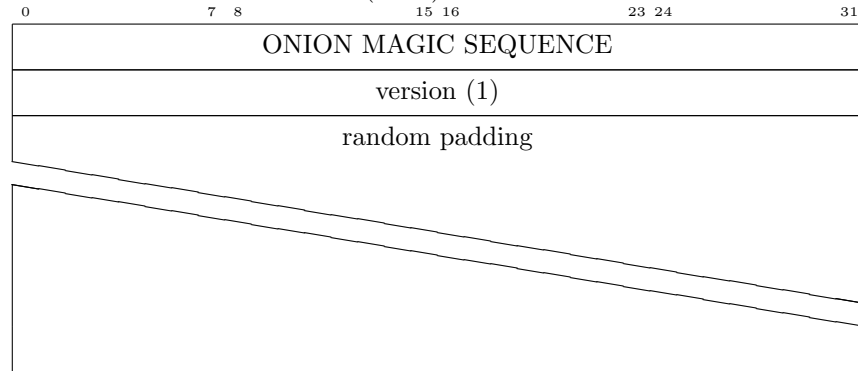 0 7 8 15 16 23 24 31
ONION MAGIC SEQUENCE
version (1)
random padding